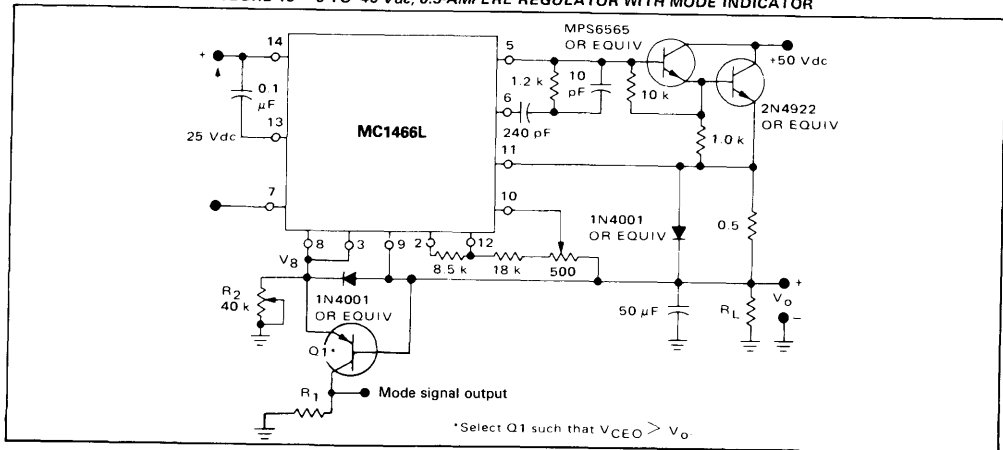 MPS6565
OR EQUIV
+50 Vdc
2N4922
OR EQUIV
14
+
0.1
μF
13
25 Vdc
7
MC1466L
5
1.2 k
10
pF
10k
6
240 pF
1.0 k
11
10
1N4001
OR EQUIV
0.5
8
3
9
2
12
V8
8.5 k
18 k
500
R2
40 k
1N4001
OR EQUIV
50 μF
RL
Vo
+
-
Q1*
R1
Mode signal output
*Select Q1 such that VCEO > Vo.